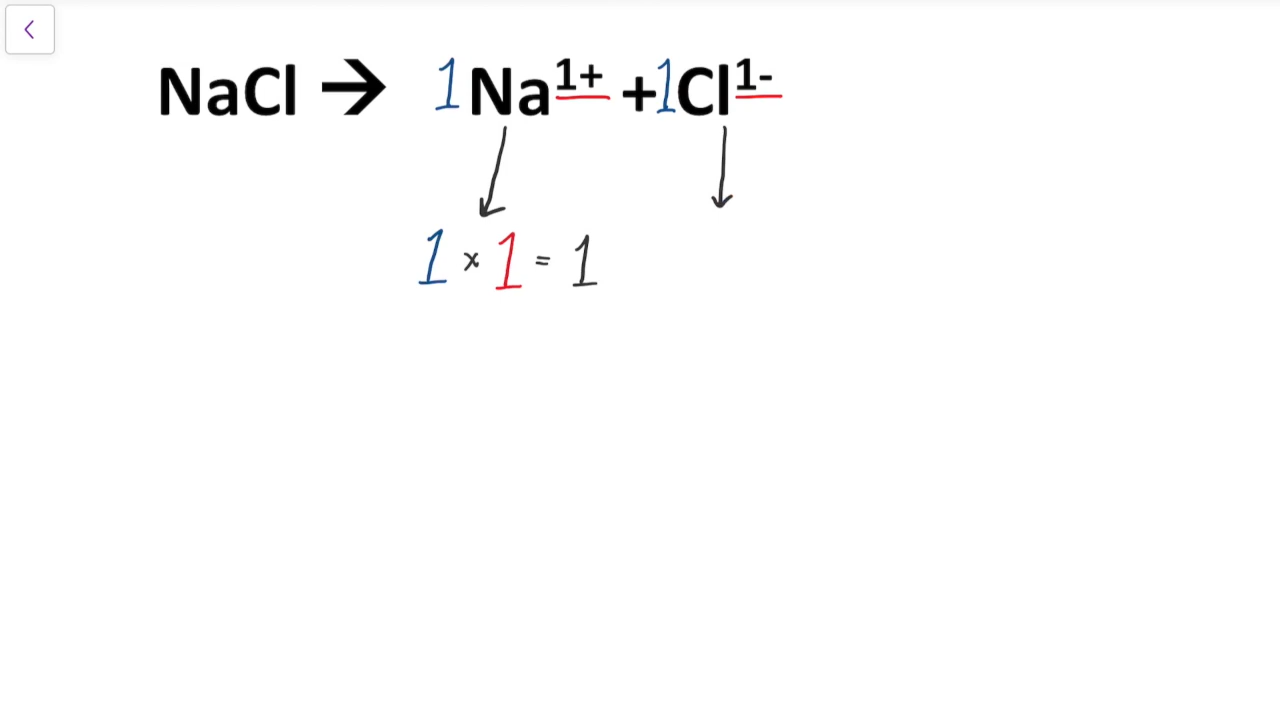 NaCl → 1Na¹⁺ +1Cl¹⁻
1 × 1 = 1